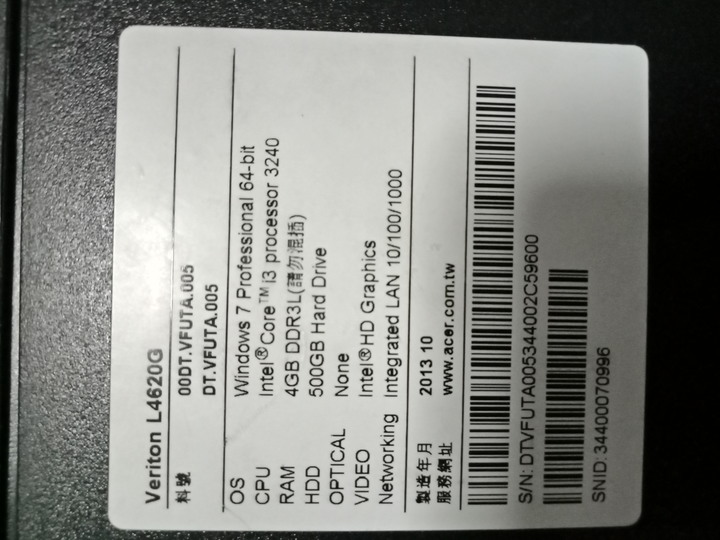 Veriton L4620G
料號 00DT.VFUTA.005
DT.VFUTA.005
OS Windows 7 Professional 64-bit
CPU Intel®Core™i3 processor 3240
RAM 4GB DDR3L(請勿混插)
HDD 500GB Hard Drive
OPTICAL None
VIDEO Intel®HD Graphics
Networking Integrated LAN 10/100/1000
製造年月 2013 10
服務網址 www.acer.com.tw
S/N: DTVFUTA005344002C59600
SNID: 34400070996